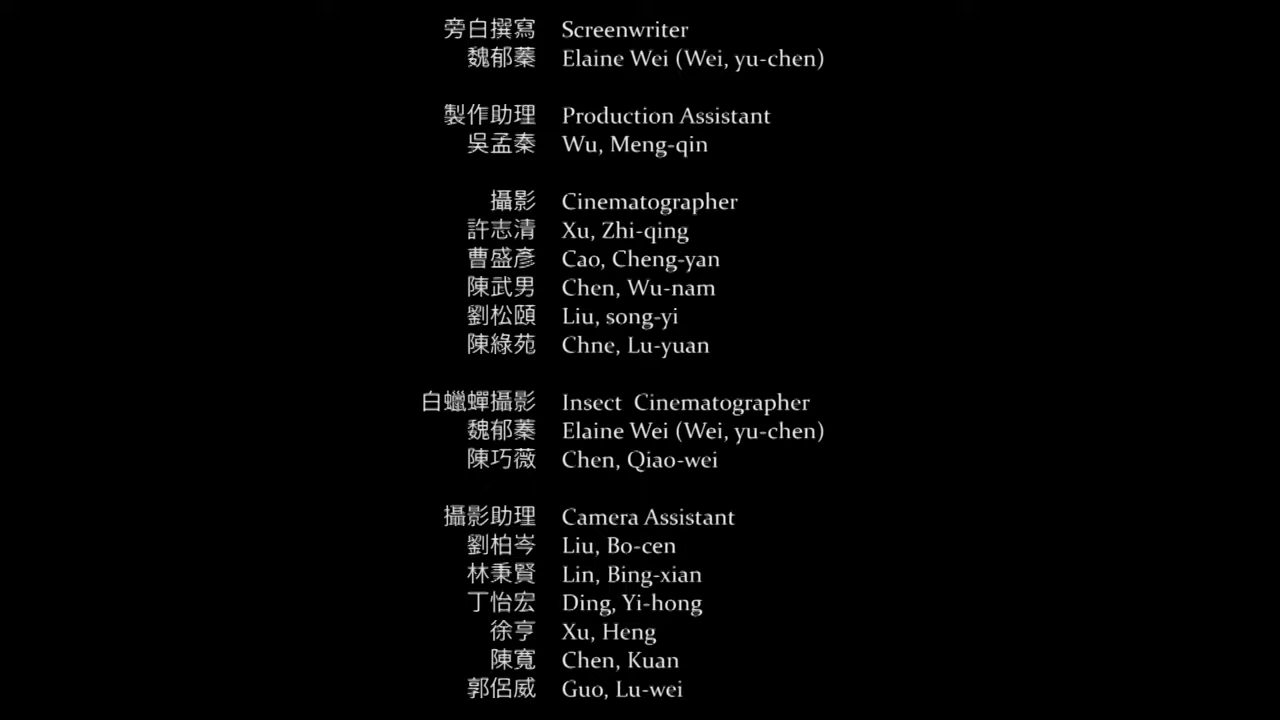 旁白撰寫 Screenwriter
魏郁蓁 Elaine Wei (Wei, yu-chen)
製作助理 Production Assistant
吳孟秦 Wu, Meng-qin
攝影 Cinematographer
許志清 Xu, Zhi-qing
曹盛彥 Cao, Cheng-yan
陳武男 Chen, Wu-nam
劉松頤 Liu, song-yi
陳綠苑 Chne, Lu-yuan
白蠟蟬攝影 Insect Cinematographer
魏郁蓁 Elaine Wei (Wei, yu-chen)
陳巧薇 Chen, Qiao-wei
攝影助理 Camera Assistant
劉柏岑 Liu, Bo-cen
林秉賢 Lin, Bing-xian
丁怡宏 Ding, Yi-hong
徐亨 Xu, Heng
陳寬 Chen, Kuan
郭侶威 Guo, Lu-wei